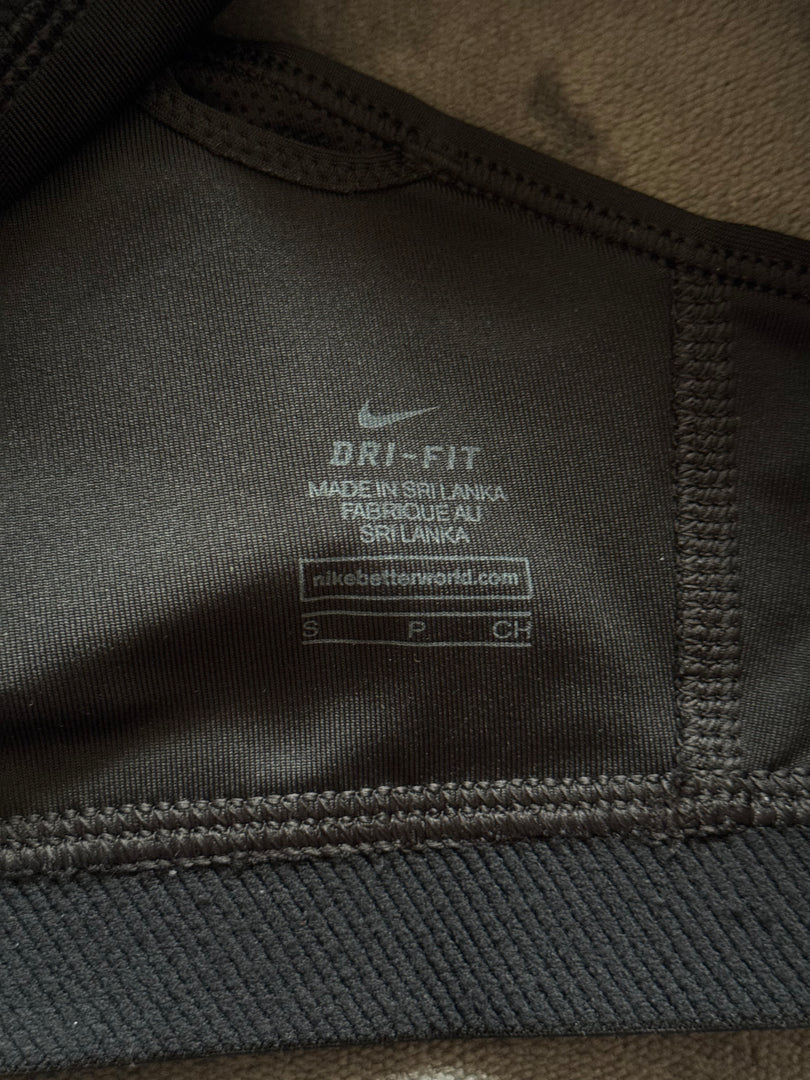 DRI-FIT
MADE IN SRI LANKA
FABRIQUE AU
SRI LANKA
nikebetterworld.com
S P CH